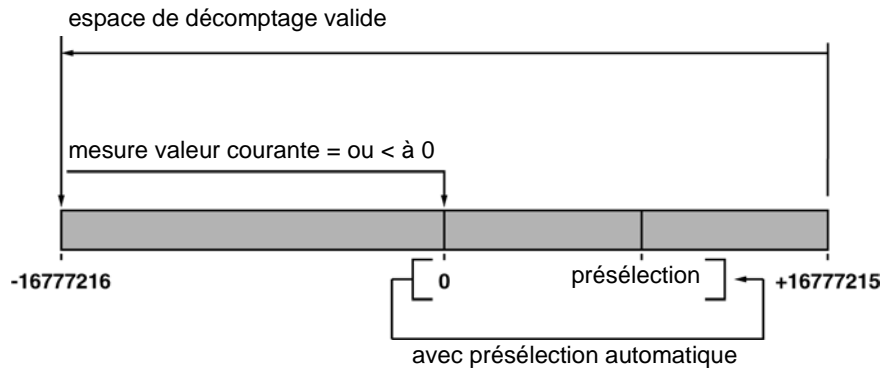 espace de décomptage valide
mesure valeur courante = ou < à 0
-16777216 0 présélection +16777215
avec présélection automatique